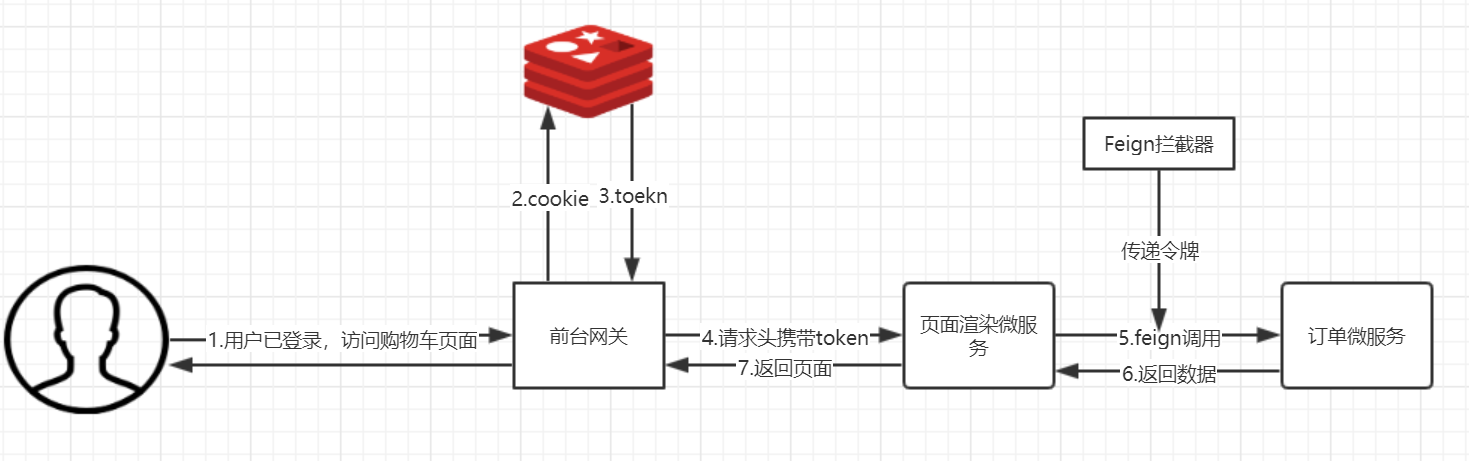 Feign拦截器
2.cookie
3.toekn
传递令牌
1.用户已登录，访问购物车页面
前台网关
4.请求头携带token
页面渲染微服
务
5.feign调用
订单微服务
7.返回页面
6.返回数据